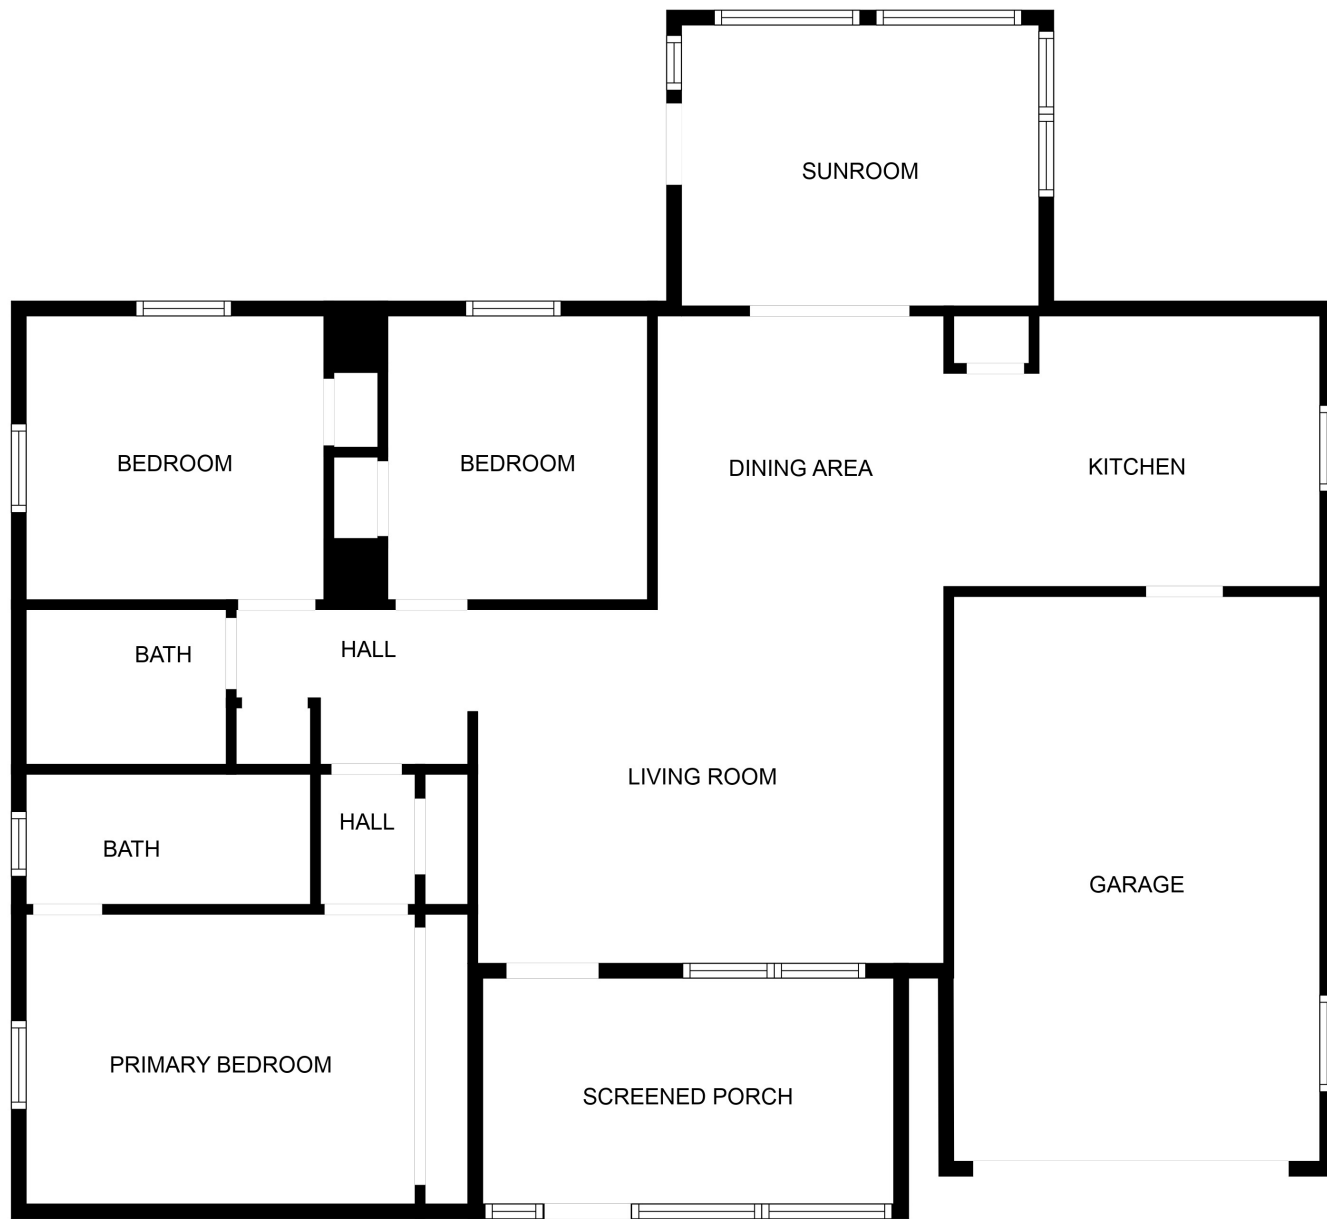 SUNROOM
BEDROOM
BEDROOM
DINING AREA
KITCHEN
BATH
HALL
LIVING ROOM
HALL
BATH
GARAGE
PRIMARY BEDROOM
SCREENED PORCH